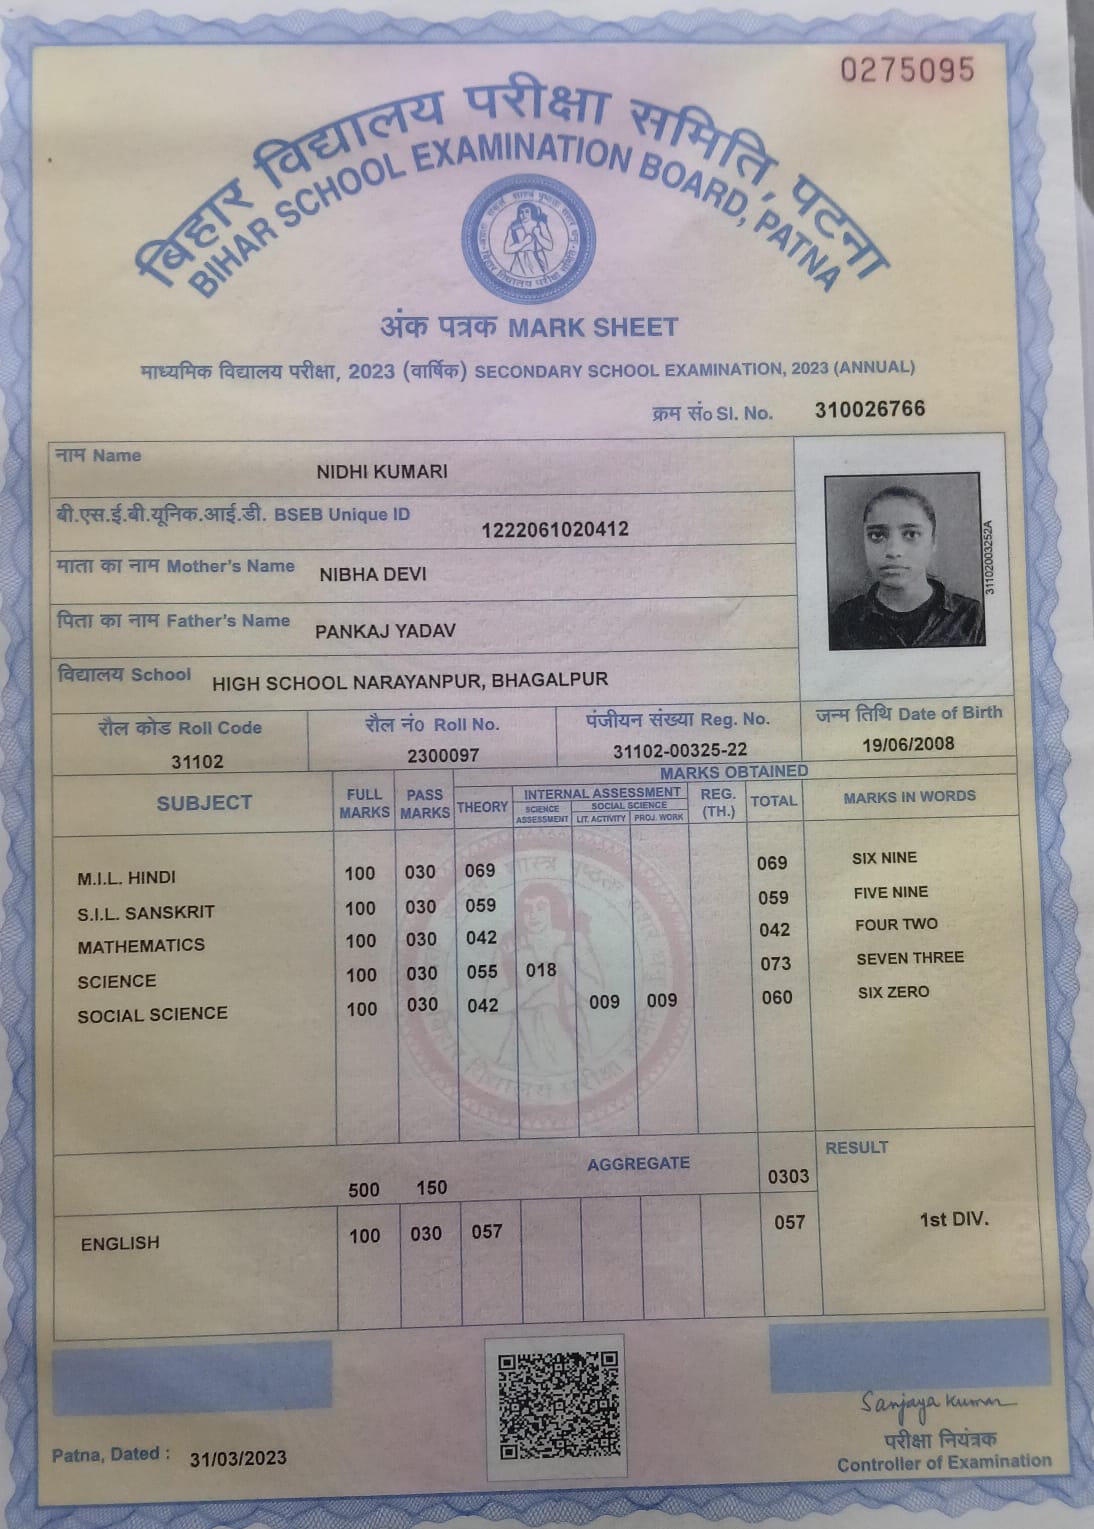 0275095
बिहार विद्यालय परीक्षा समिति, पटना
BIHAR SCHOOL EXAMINATION BOARD, PATNA
अंक पत्रक MARK SHEET
माध्यमिक विद्यालय परीक्षा, 2023 (वार्षिक) SECONDARY SCHOOL EXAMINATION, 2023 (ANNUAL)
क्रम सं० Sl. No. 310026766
नाम Name NIDHI KUMARI
बी.एस.ई.बी.यूनिक.आई.डी. BSEB Unique ID 1222061020412
माता का नाम Mother's Name NIBHA DEVI
पिता का नाम Father's Name PANKAJ YADAV
विद्यालय School HIGH SCHOOL NARAYANPUR, BHAGALPUR
31102003252A
रौल कोड Roll Code रौल नं० Roll No. पंजीयन संख्या Reg. No. जन्म तिथि Date of Birth
31102 2300097 31102-00325-22 19/06/2008
MARKS OBTAINED
SUBJECT FULL MARKS PASS MARKS THEORY INTERNAL ASSESSMENT REG. (TH.) TOTAL MARKS IN WORDS
SCIENCE ASSESSMENT SOCIAL SCIENCE LIT. ACTIVITY PROJ. WORK
M.I.L. HINDI 100 030 069 069 SIX NINE
S.I.L. SANSKRIT 100 030 059 059 FIVE NINE
MATHEMATICS 100 030 042 042 FOUR TWO
SCIENCE 100 030 055 018 073 SEVEN THREE
SOCIAL SCIENCE 100 030 042 009 009 060 SIX ZERO
500 150 AGGREGATE 0303 RESULT
ENGLISH 100 030 057 057 1st DIV.
Sanjaya Kumar
परीक्षा नियंत्रक
Controller of Examination
Patna, Dated : 31/03/2023